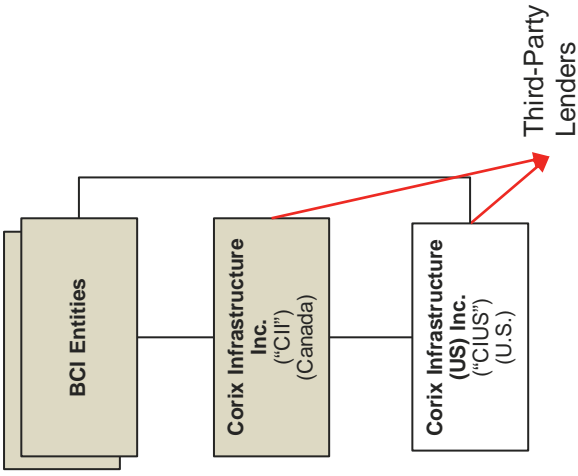 BCI Entities
Corix Infrastructure
Inc.
(“CII”)
(Canada)
Corix Infrastructure
(US) Inc.
(“CIUS”)
(U.S.)
Third-Party
Lenders